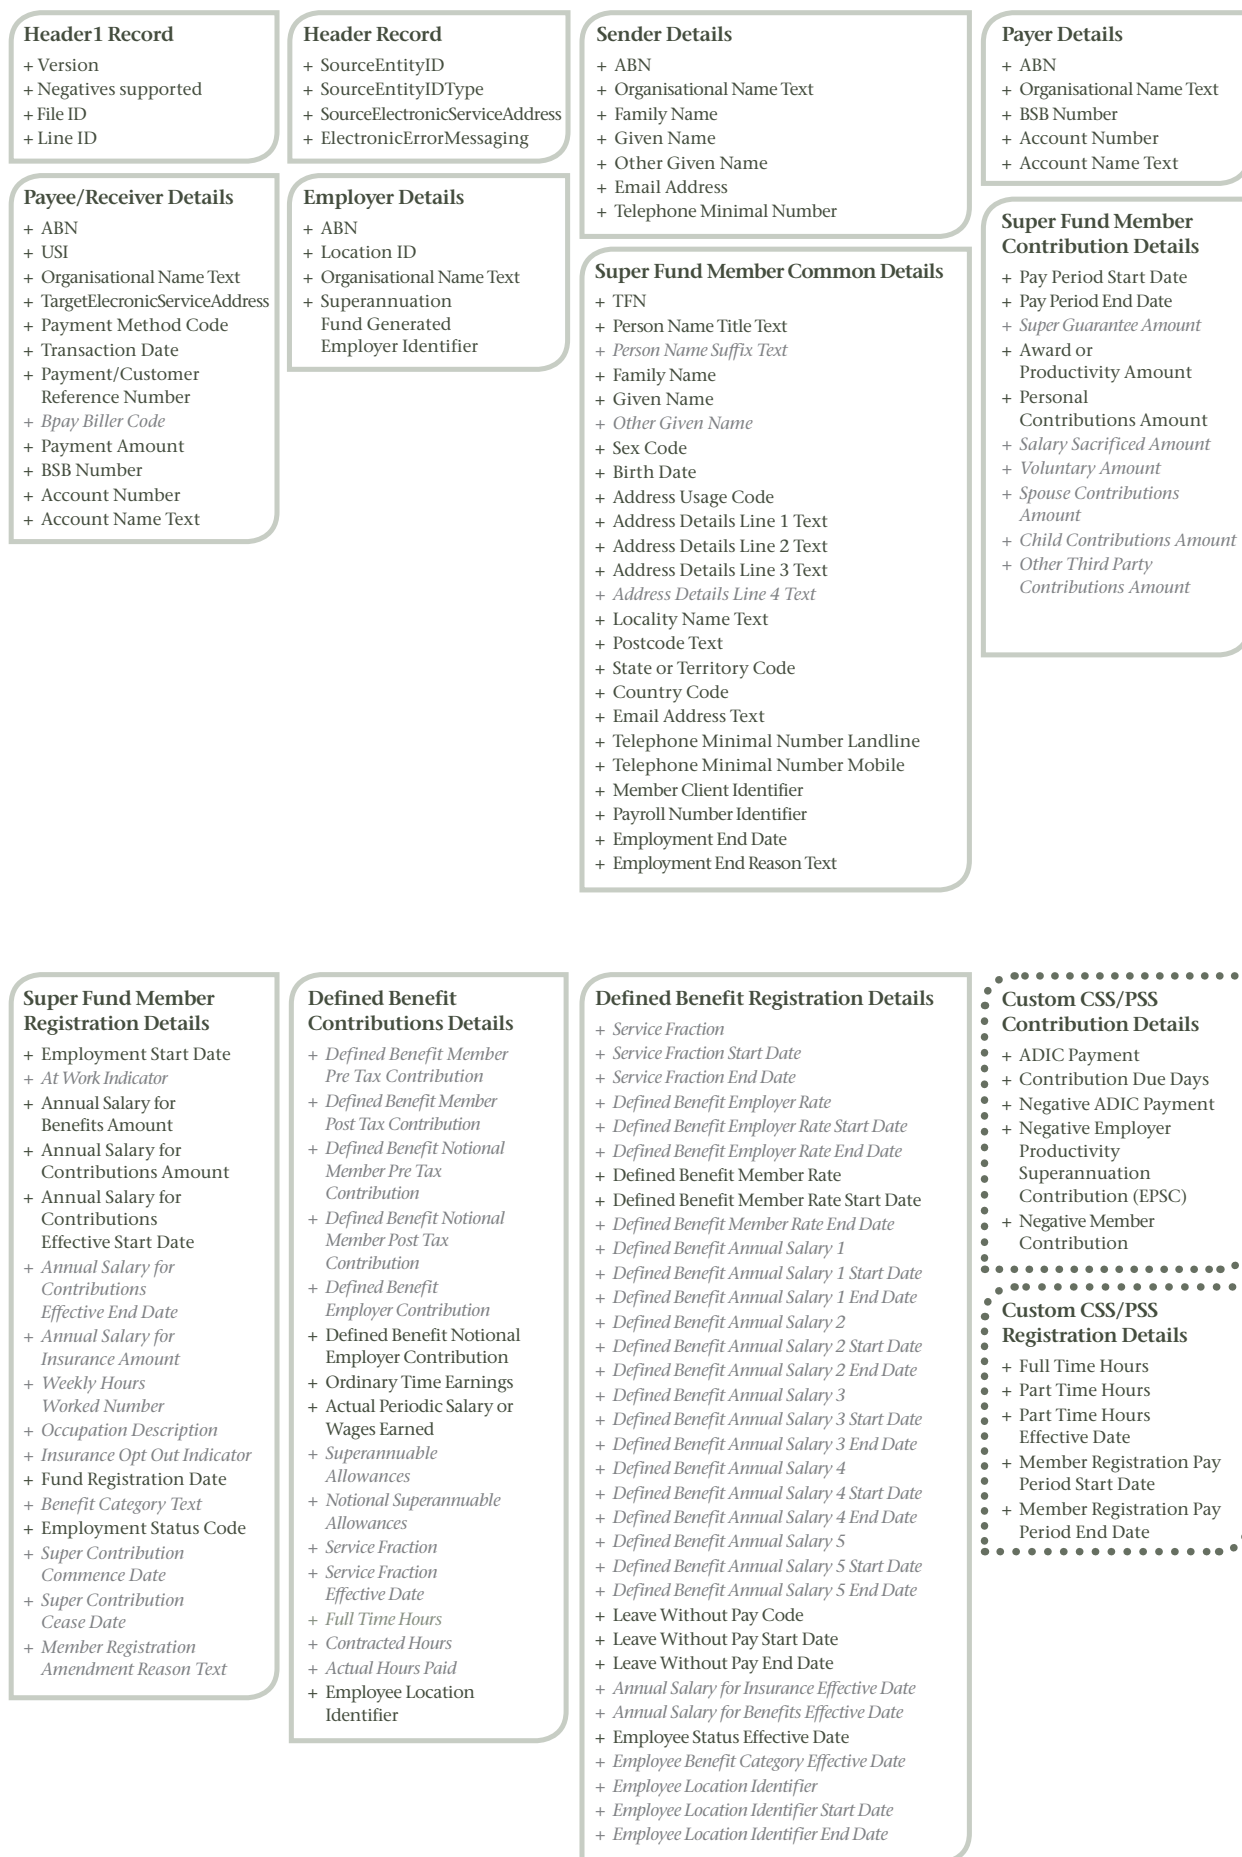 Header1 Record
+ Version
+ Negatives supported
+ File ID
+ Line ID
Header Record
+ SourceEntityID
+ SourceEntityIDType
+ SourceElectronicServiceAddress
+ ElectronicErrorMessaging
Sender Details
+ ABN
+ Organisational Name Text
+ Family Name
+ Given Name
+ Other Given Name
+ Email Address
+ Telephone Minimal Number
Payer Details
+ ABN
+ Organisational Name Text
+ BSB Number
+ Account Number
+ Account Name Text
Payee/Receiver Details
+ ABN
+ USI
+ Organisational Name Text
+ TargetElecronicServiceAddress
+ Payment Method Code
+ Transaction Date
+ Payment/Customer
Reference Number
+ Bpay Biller Code
+ Payment Amount
+ BSB Number
+ Account Number
+ Account Name Text
Employer Details
+ ABN
+ Location ID
+ Organisational Name Text
+ Superannuation
Fund Generated
Employer Identifier
Super Fund Member Common Details
+ TFN
+ Person Name Title Text
+ Person Name Suffix Text
+ Family Name
+ Given Name
+ Other Given Name
+ Sex Code
+ Birth Date
+ Address Usage Code
+ Address Details Line 1 Text
+ Address Details Line 2 Text
+ Address Details Line 3 Text
+ Address Details Line 4 Text
+ Locality Name Text
+ Postcode Text
+ State or Territory Code
+ Country Code
+ Email Address Text
+ Telephone Minimal Number Landline
+ Telephone Minimal Number Mobile
+ Member Client Identifier
+ Payroll Number Identifier
+ Employment End Date
+ Employment End Reason Text
Super Fund Member
Contribution Details
+ Pay Period Start Date
+ Pay Period End Date
+ Super Guarantee Amount
+ Award or
Productivity Amount
+ Personal
Contributions Amount
+ Salary Sacrificed Amount
+ Voluntary Amount
+ Spouse Contributions
Amount
+ Child Contributions Amount
+ Other Third Party
Contributions Amount
Super Fund Member
Registration Details
+ Employment Start Date
+ At Work Indicator
+ Annual Salary for
Benefits Amount
+ Annual Salary for
Contributions Amount
+ Annual Salary for
Contributions
Effective Start Date
+ Annual Salary for
Contributions
Effective End Date
+ Annual Salary for
Insurance Amount
+ Weekly Hours
Worked Number
+ Occupation Description
+ Insurance Opt Out Indicator
+ Fund Registration Date
+ Benefit Category Text
+ Employment Status Code
+ Super Contribution
Commence Date
+ Super Contribution
Cease Date
+ Member Registration
Amendment Reason Text
Defined Benefit
Contributions Details
+ Defined Benefit Member
Pre Tax Contribution
+ Defined Benefit Member
Post Tax Contribution
+ Defined Benefit Notional
Member Pre Tax
Contribution
+ Defined Benefit Notional
Member Post Tax
Contribution
+ Defined Benefit
Employer Contribution
+ Defined Benefit Notional
Employer Contribution
+ Ordinary Time Earnings
+ Actual Periodic Salary or
Wages Earned
+ Superannuable
Allowances
+ Notional Superannuable
Allowances
+ Service Fraction
+ Service Fraction
Effective Date
+ Full Time Hours
+ Contracted Hours
+ Actual Hours Paid
+ Employee Location
Identifier
Defined Benefit Registration Details
+ Service Fraction
+ Service Fraction Start Date
+ Service Fraction End Date
+ Defined Benefit Employer Rate
+ Defined Benefit Employer Rate Start Date
+ Defined Benefit Employer Rate End Date
+ Defined Benefit Member Rate
+ Defined Benefit Member Rate Start Date
+ Defined Benefit Member Rate End Date
+ Defined Benefit Annual Salary 1
+ Defined Benefit Annual Salary 1 Start Date
+ Defined Benefit Annual Salary 1 End Date
+ Defined Benefit Annual Salary 2
+ Defined Benefit Annual Salary 2 Start Date
+ Defined Benefit Annual Salary 2 End Date
+ Defined Benefit Annual Salary 3
+ Defined Benefit Annual Salary 3 Start Date
+ Defined Benefit Annual Salary 3 End Date
+ Defined Benefit Annual Salary 4
+ Defined Benefit Annual Salary 4 Start Date
+ Defined Benefit Annual Salary 4 End Date
+ Defined Benefit Annual Salary 5
+ Defined Benefit Annual Salary 5 Start Date
+ Defined Benefit Annual Salary 5 End Date
+ Leave Without Pay Code
+ Leave Without Pay Start Date
+ Leave Without Pay End Date
+ Annual Salary for Insurance Effective Date
+ Annual Salary for Benefits Effective Date
+ Employee Status Effective Date
+ Employee Benefit Category Effective Date
+ Employee Location Identifier
+ Employee Location Identifier Start Date
+ Employee Location Identifier End Date
Custom CSS/PSS
Contribution Details
+ ADIC Payment
+ Contribution Due Days
+ Negative ADIC Payment
+ Negative Employer
Productivity
Superannuation
Contribution (EPSC)
+ Negative Member
Contribution
Custom CSS/PSS
Registration Details
+ Full Time Hours
+ Part Time Hours
+ Part Time Hours
Effective Date
+ Member Registration Pay
Period Start Date
+ Member Registration Pay
Period End Date